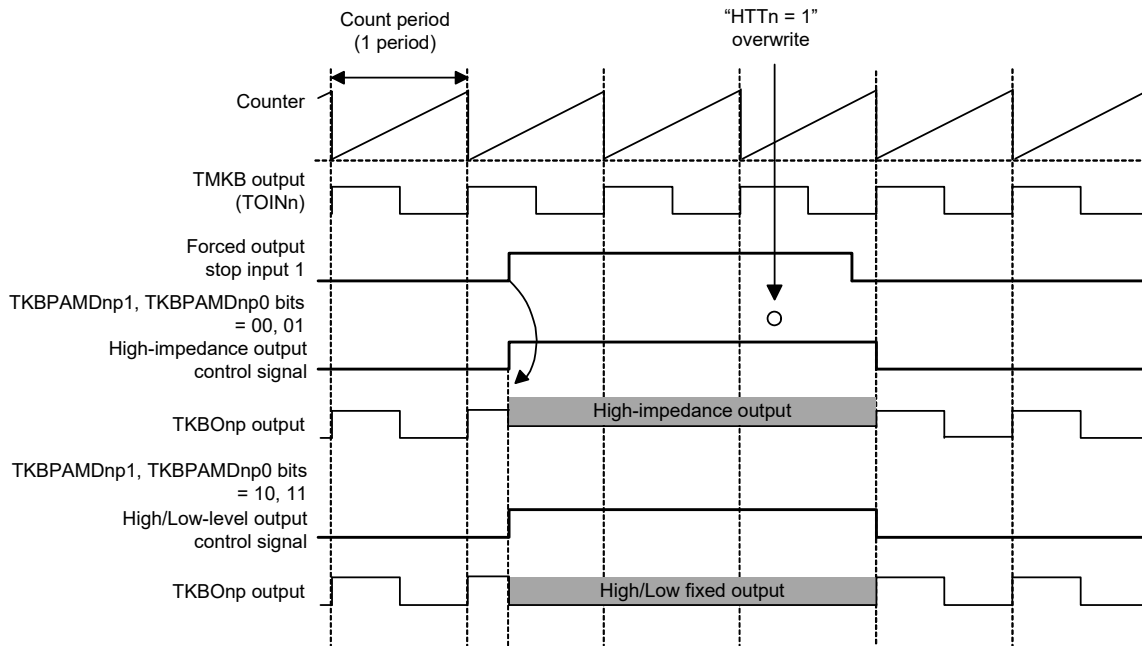 Count period
(1 period)
“HTTn = 1”
overwrite
Counter
TMKB output
(TOINn)
Forced output
stop input 1
TKBPAMDnp1, TKBPAMDnp0 bits
= 00, 01
High-impedance output
control signal
High-impedance output
TKBOnp output
TKBPAMDnp1, TKBPAMDnp0 bits
= 10, 11
High/Low-level output
control signal
High/Low fixed output
TKBOnp output